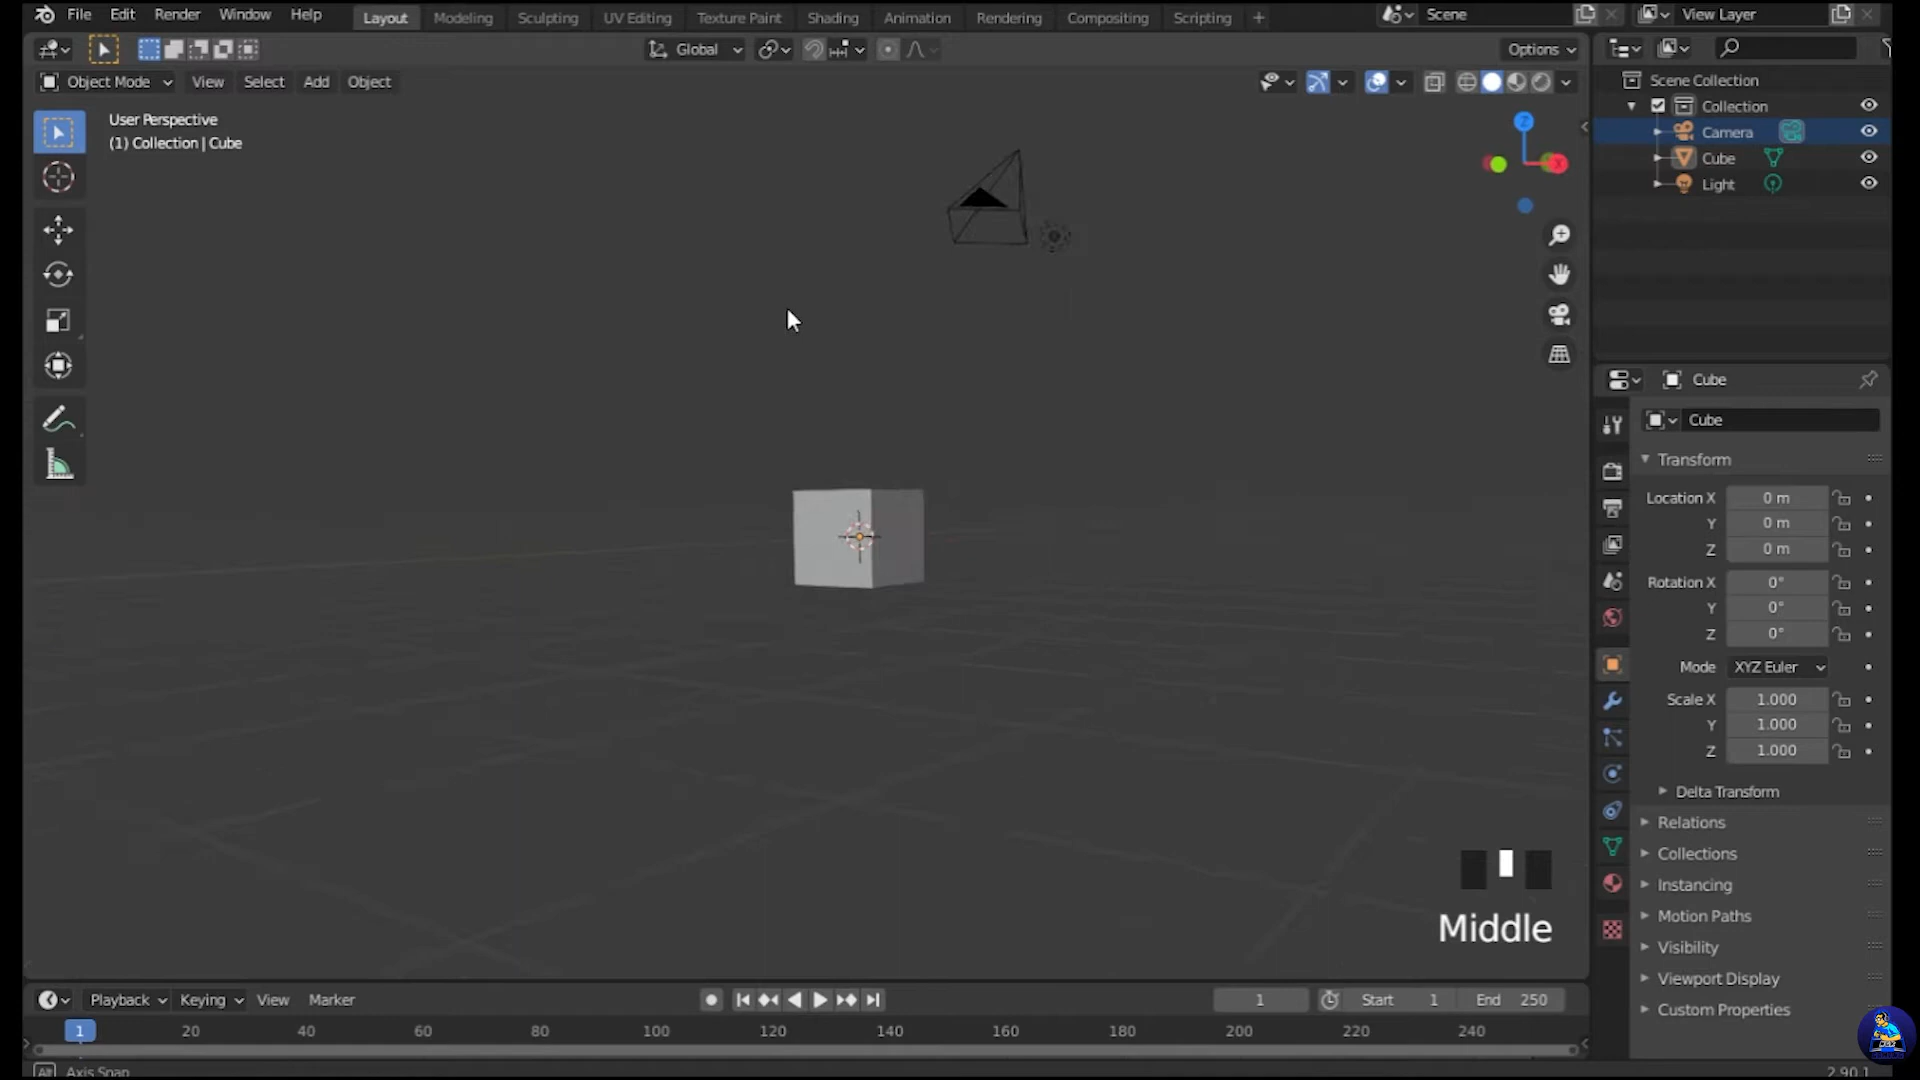 File Edit Render Window Help Layout Modeling Sculpting UV Editing Texture Paint Shading Animation Rendering Compositing Scripting + Scene View Layer
Global Options
Object Mode View Select Add Object
User Perspective
(1) Collection | Cube
Z
X
Scene Collection
Collection
Camera
Cube
Light
Cube
Cube
Transform
Location X 0 m
Y 0 m
Z 0 m
Rotation X 0°
Y 0°
Z 0°
Mode XYZ Euler
Scale X 1.000
Y 1.000
Z 1.000
Delta Transform
Relations
Collections
Instancing
Motion Paths
Visibility
Viewport Display
Custom Properties
Middle
Playback Keying View Marker 1 Start 1 End 250
1 20 40 60 80 100 120 140 160 180 200 220 240
Alt Axis Snap 2.90.1